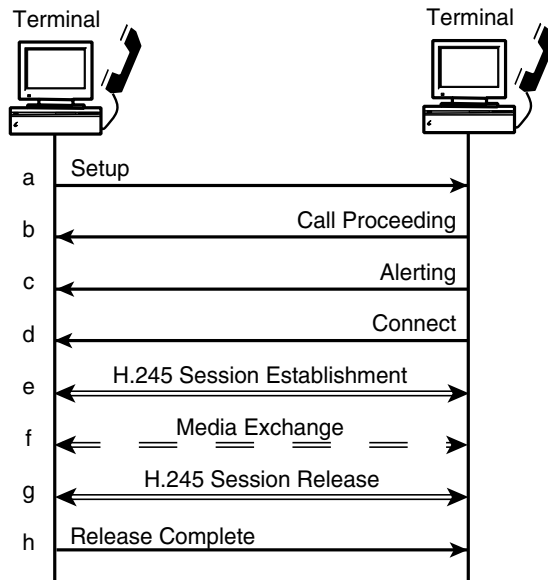 Terminal
Terminal
a Setup
b Call Proceeding
c Alerting
d Connect
e H.245 Session Establishment
f Media Exchange
g H.245 Session Release
h Release Complete